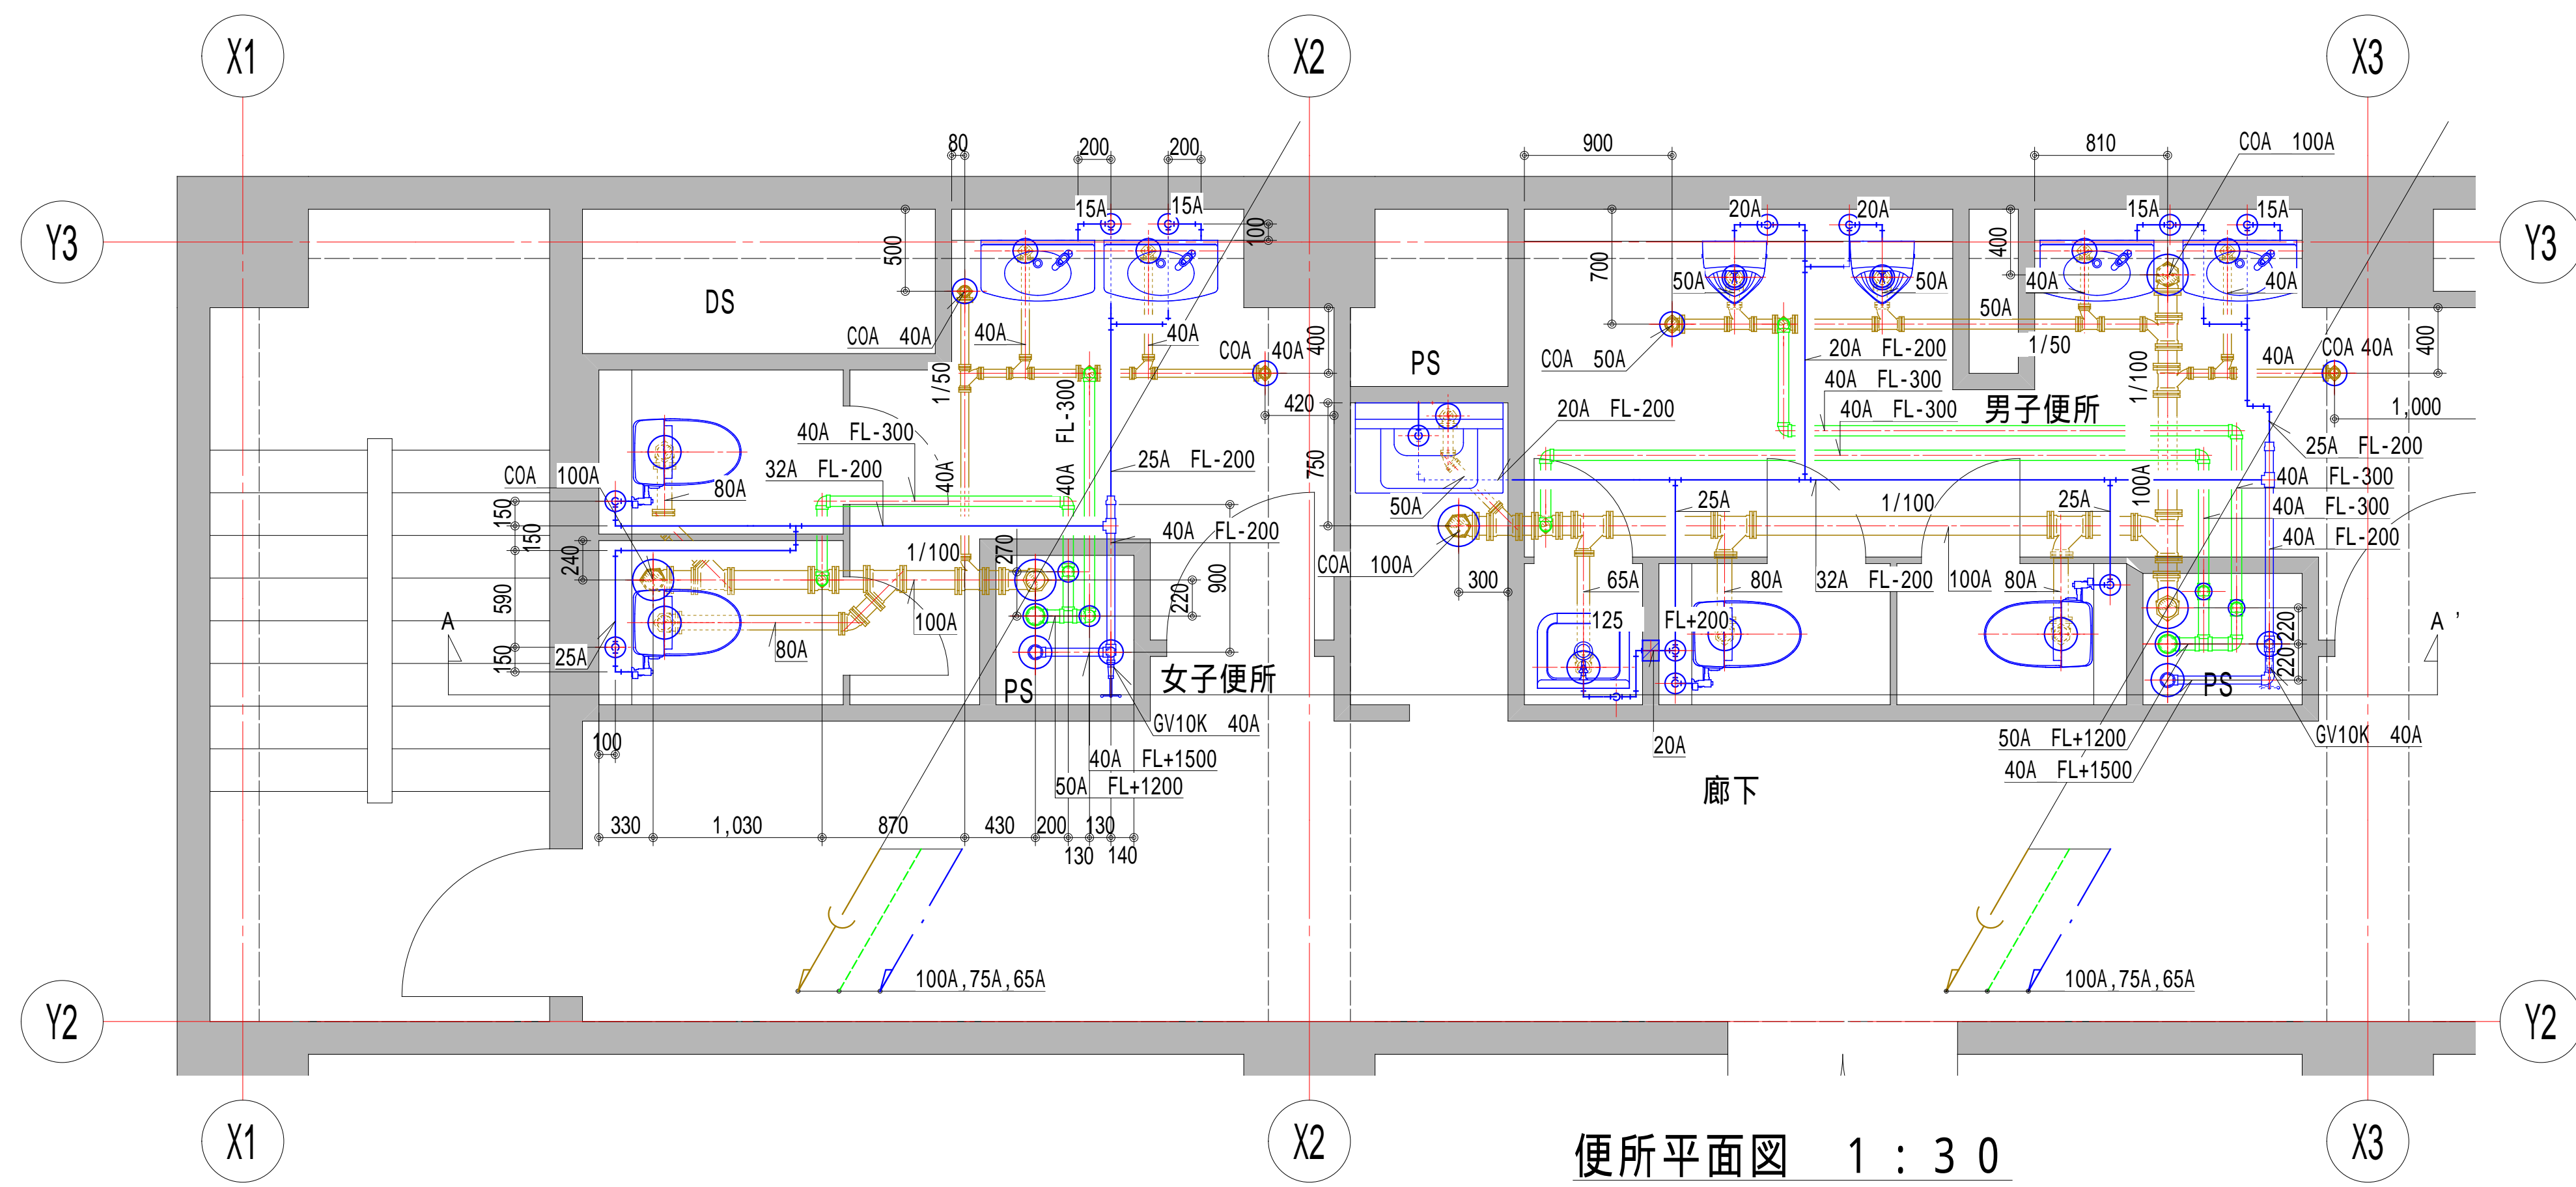 X1
X2
X3
80
200
200
900
810
COA 100A
15A
15A
20A
20A
15A
15A
Y3
Y3
500
100
700
400
DS
50A
50A
40A
40A
50A
COA 40A
40A
40A
400
COA 50A
1/50
1/50
COA 40A
PS
20A FL-200
40A
COA 40A
400
1/100
40A FL-300
420
20A FL-200
40A FL-300
男子便所
1,000
40A FL-300
40A FL-300
32A FL-200
40A
25A FL-200
750
25A FL-200
COA 100A
80A
40A FL-300
100A
50A
25A
1/100
25A
40A FL-300
150
150
40A FL-200
40A FL-200
240
1/100
270
COA 100A
300
65A
80A
32A FL-200
100A
80A
590
220
900
100A
125
FL+200
220
A
A'
80A
25A
150
220
女子便所
PS
PS
GV10K 40A
50A FL+1200
GV10K 40A
100
20A
40A FL+1500
40A FL+1500
50A FL+1200
廊下
330
1,030
870
430
200
130
130
140
100A,75A,65A
100A,75A,65A
Y2
Y2
X1
X2
X3
便所平面図 1:30